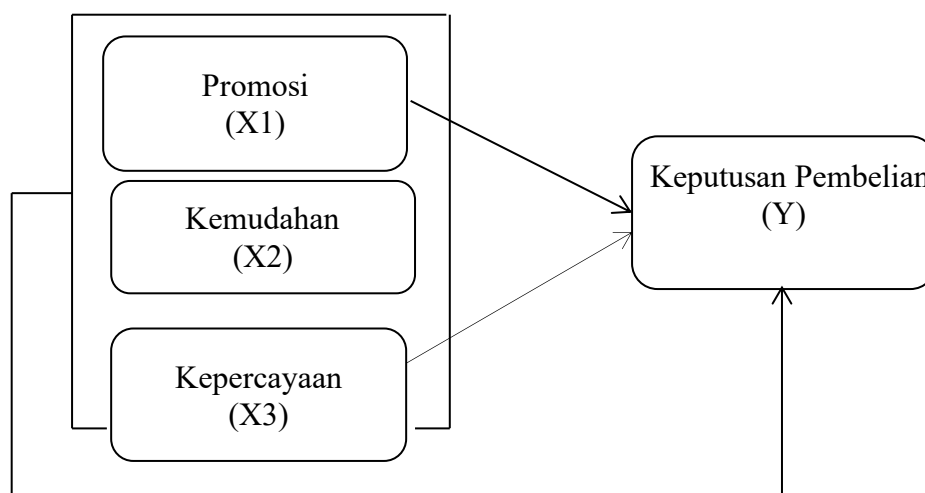 Promosi
(X1)
Kemudahan
(X2)
Kepercayaan
(X3)
Keputusan Pembelian
(Y)